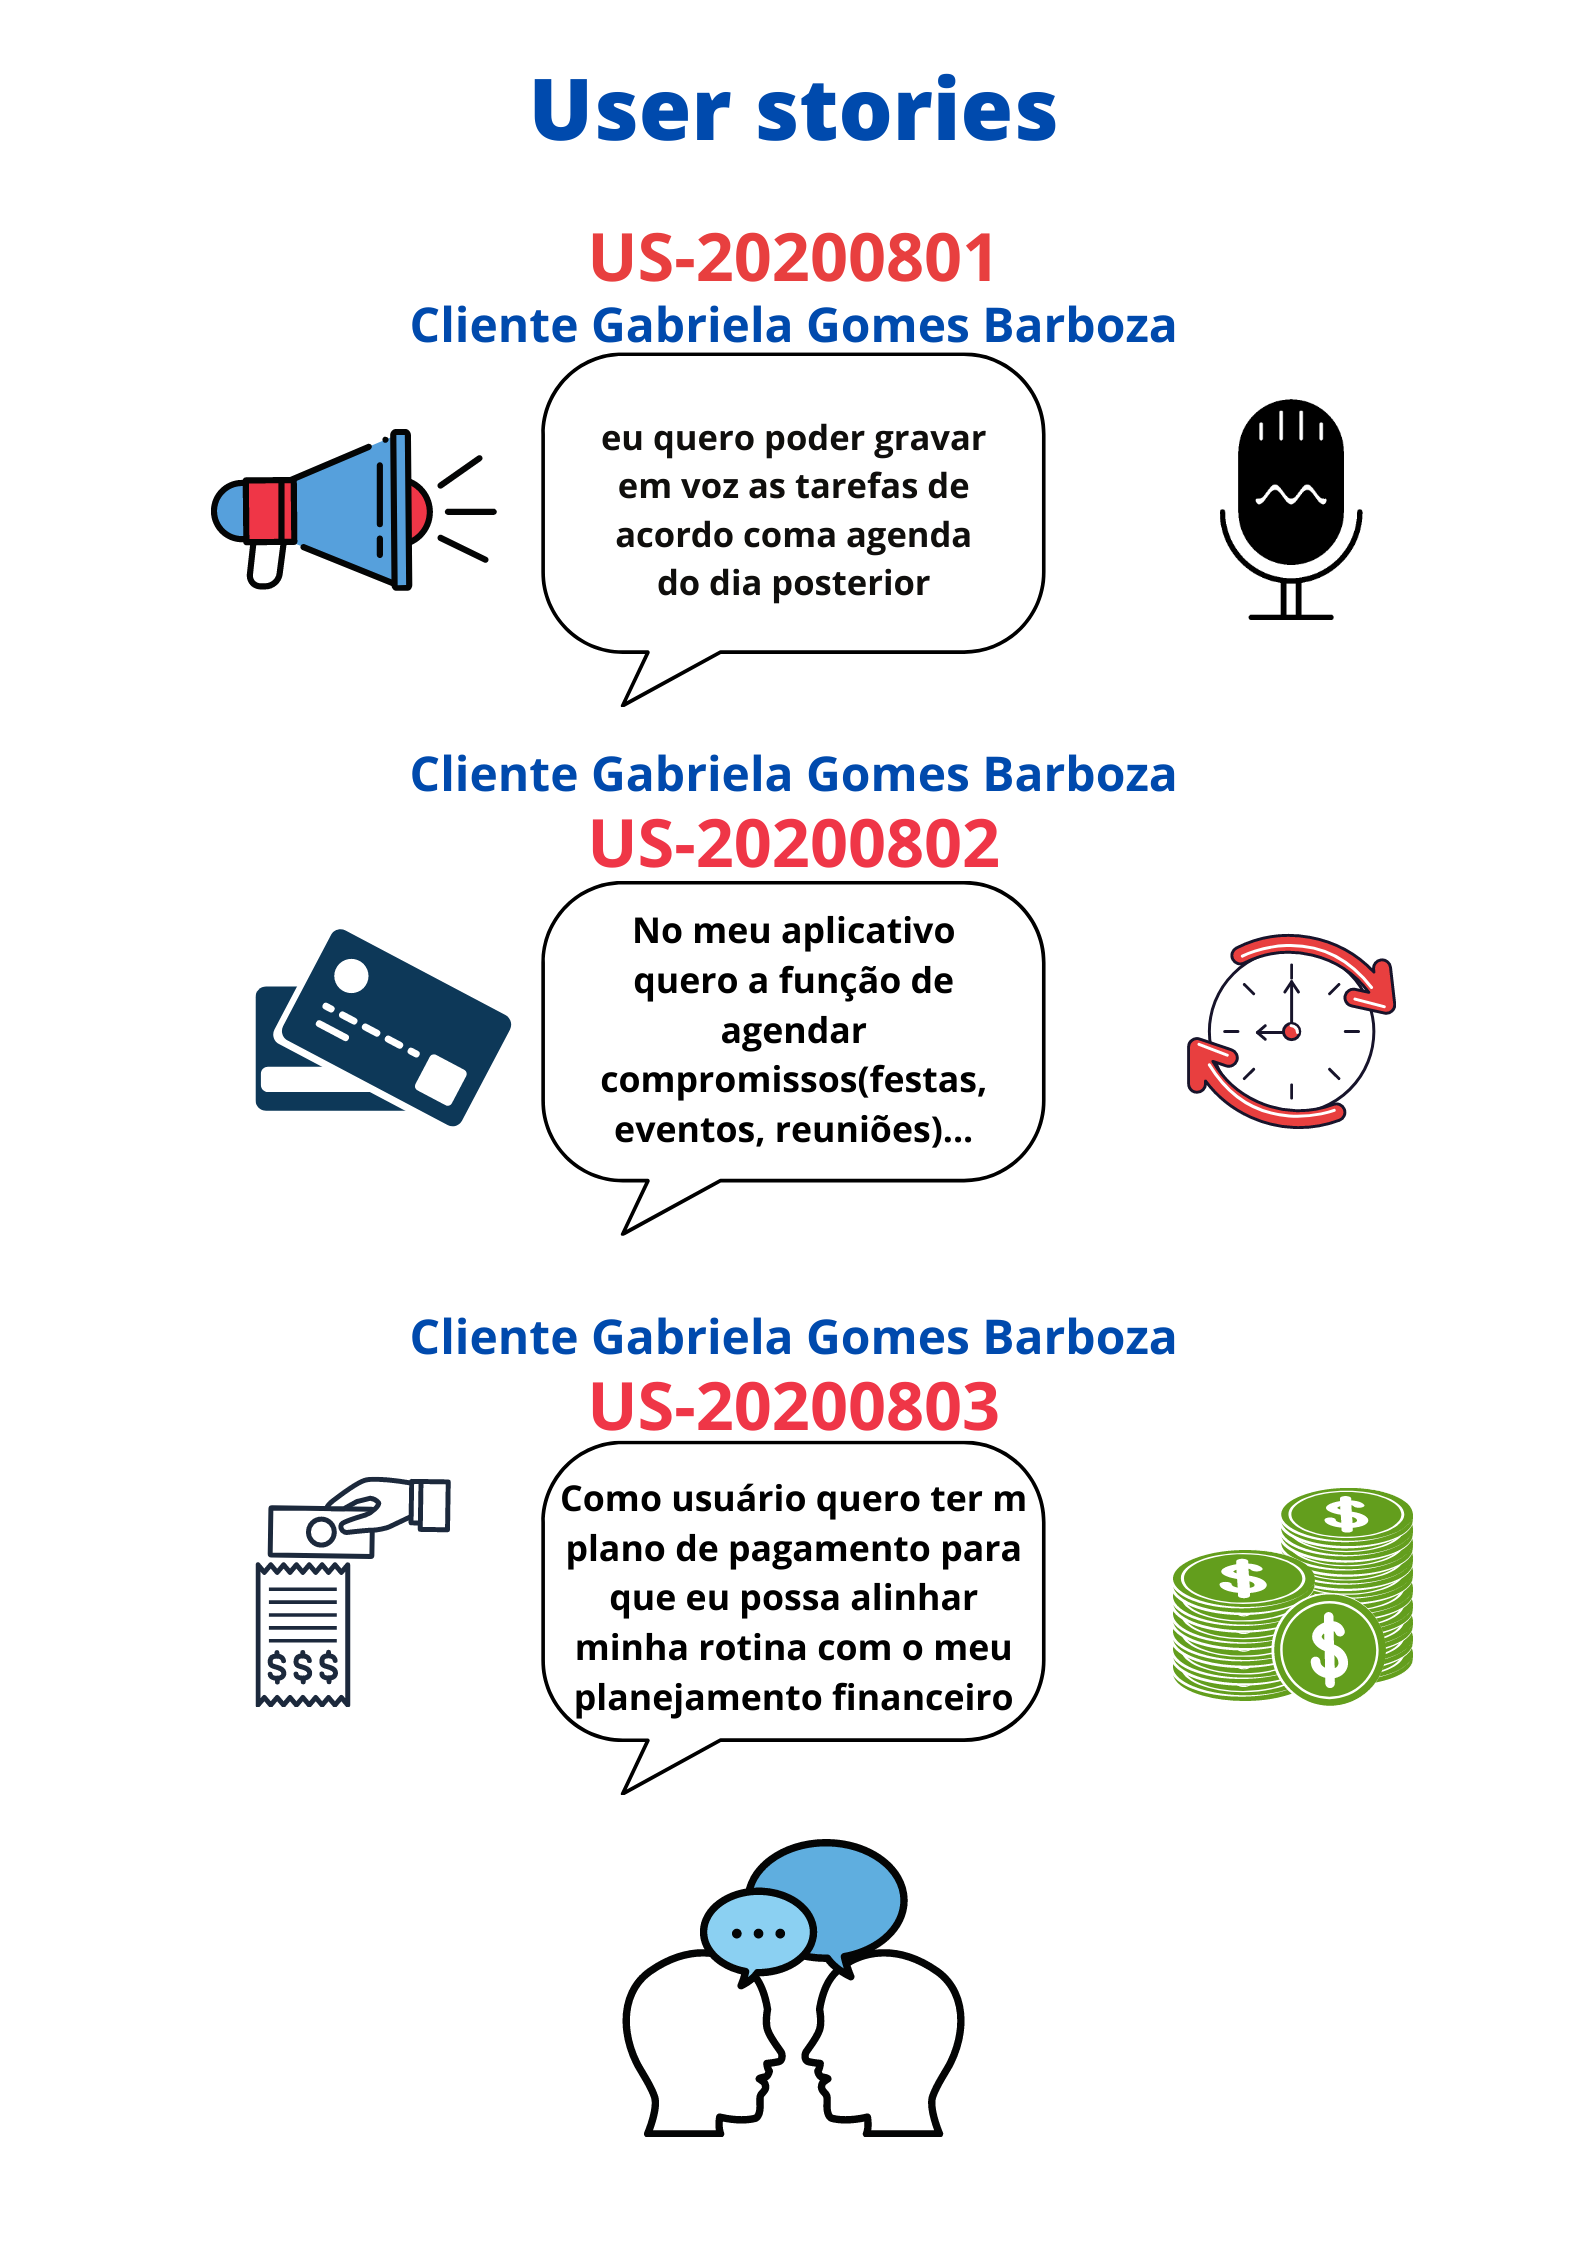 User stories
US-20200801
Cliente Gabriela Gomes Barboza
eu quero poder gravar
em voz as tarefas de
acordo coma agenda
do dia posterior
Cliente Gabriela Gomes Barboza
US-20200802
No meu aplicativo
quero a função de
agendar
compromissos(festas,
eventos, reuniões)...
Cliente Gabriela Gomes Barboza
US-20200803
Como usuário quero ter m
plano de pagamento para
que eu possa alinhar
minha rotina com o meu
planejamento financeiro
$$$
$
$
$